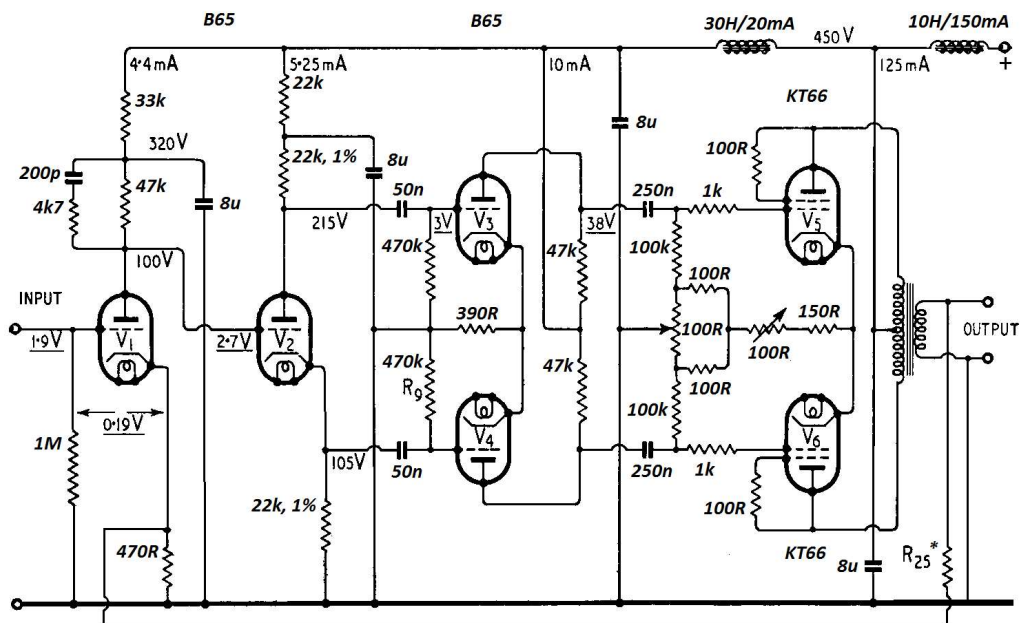 B65
B65
30H/20mA
10H/150mA
450V
+
4·4mA
5·25mA
10mA
125mA
33k
22k
KT66
320V
8u
100R
200p
47k
22k, 1%
8u
50n
250n
1k
4k7
8u
215V
3V
V3
38V
V5
100V
470k
47k
100k
100R
INPUT
390R
100R
150R
OUTPUT
1·9V
V1
2·7V
V2
100R
470k
47k
100R
R9
100k
0·19V
V4
V6
1M
105V
50n
250n
1k
22k, 1%
100R
470R
KT66
8u
R25*